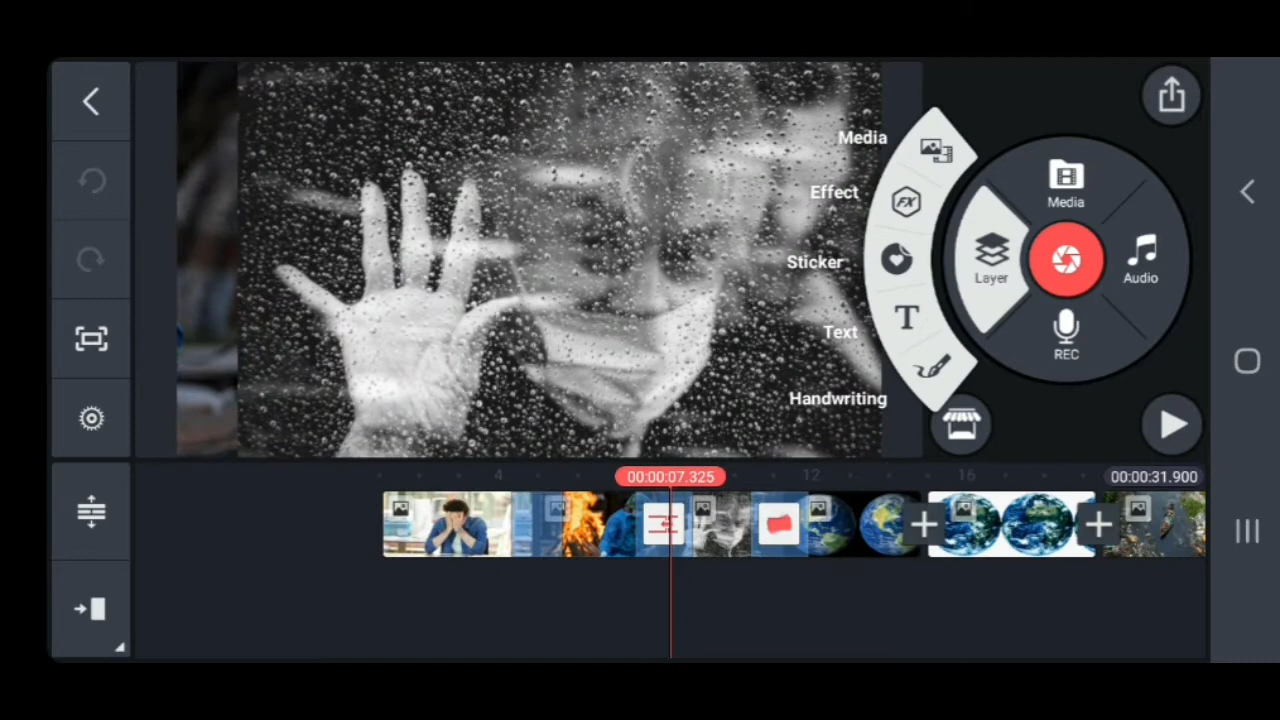 Media
Effect
Sticker
Text
Handwriting
Media
Layer
Audio
REC
FX
T
4
00:00:07.325
12
16
00:00:31.900